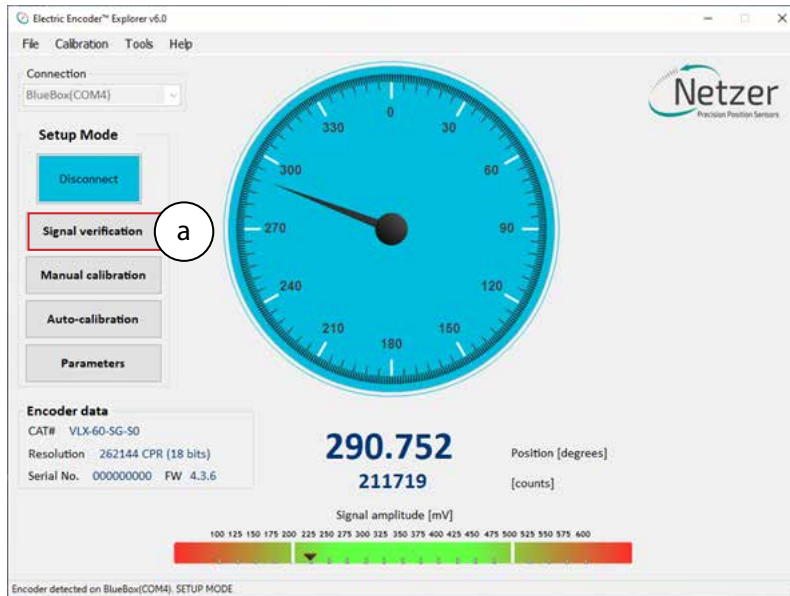 Electric Encoder™ Explorer v6.0
File Calibration Tools Help
Connection
BlueBox(COM4)
Setup Mode
Disconnect
Signal verification
a
Manual calibration
Auto-calibration
Parameters
Netzer
Precision Position Sensors
0
30
60
90
120
150
180
210
240
270
300
330
Encoder data
CAT# VLX-60-SG-S0
Resolution 262144 CPR (18 bits)
Serial No. 000000000 FW 4.3.6
290.752 Position [degrees]
211719 [counts]
Signal amplitude [mV]
100 125 150 175 200 225 250 275 300 325 350 375 400 425 450 475 500 525 550 575 600
Encoder detected on BlueBox(COM4). SETUP MODE